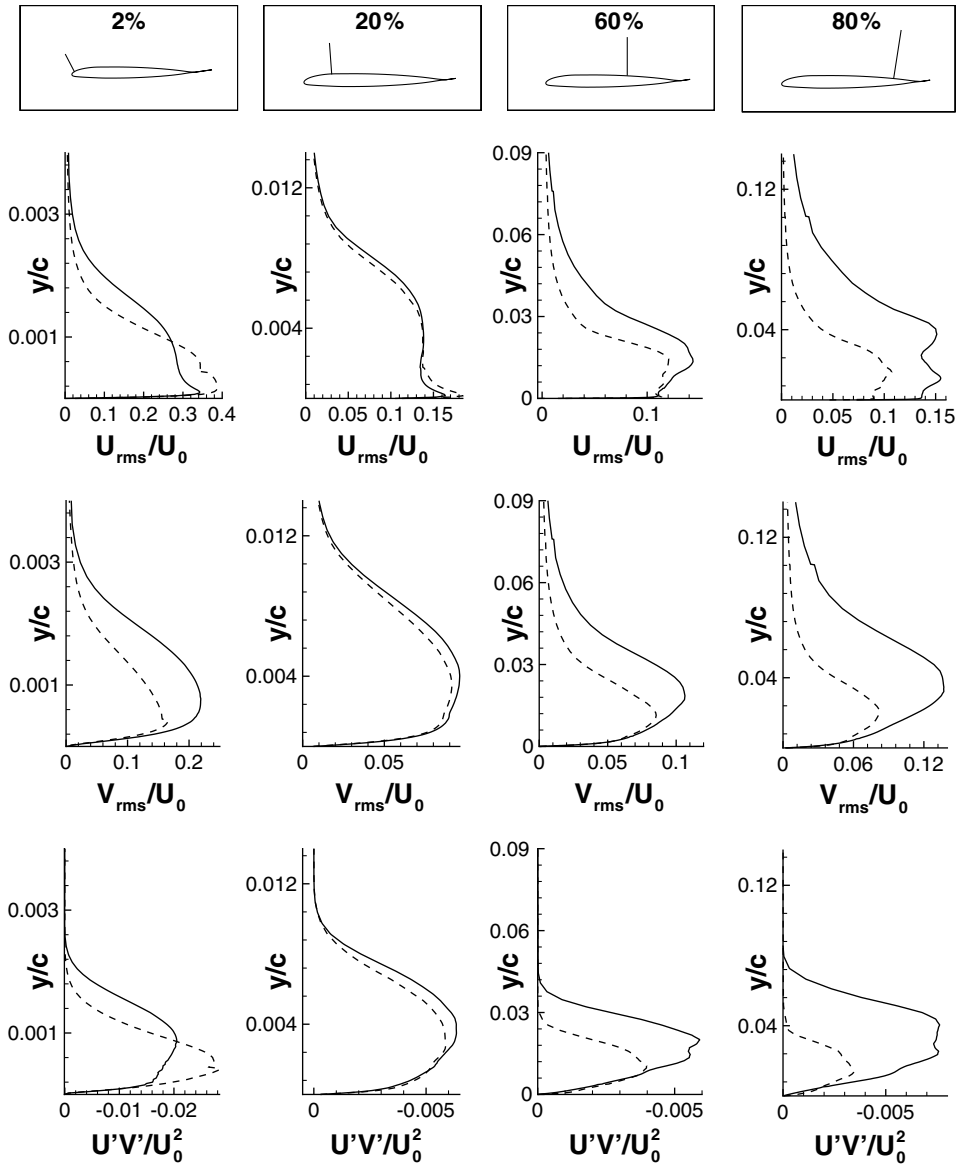 2% 20% 60% 80%
y/c 0.003 0.001 0 0.1 0.2 0.3 0.4 U_rms/U_0
y/c 0.012 0.004 0 0.05 0.10 0.15 U_rms/U_0
y/c 0.09 0.06 0.03 0 0 0.1 U_rms/U_0
y/c 0.12 0.04 0 0.05 0.10 0.15 U_rms/U_0
y/c 0.003 0.001 0 0.1 0.2 V_rms/U_0
y/c 0.012 0.004 0 0.05 V_rms/U_0
y/c 0.09 0.06 0.03 0 0 0.05 0.1 V_rms/U_0
y/c 0.12 0.04 0 0.06 0.12 V_rms/U_0
y/c 0.003 0.001 0 -0.01 -0.02 U'V'/U_0^2
y/c 0.012 0.004 0 -0.005 U'V'/U_0^2
y/c 0.09 0.06 0.03 0 0 -0.005 U'V'/U_0^2
y/c 0.12 0.04 0 -0.005 U'V'/U_0^2